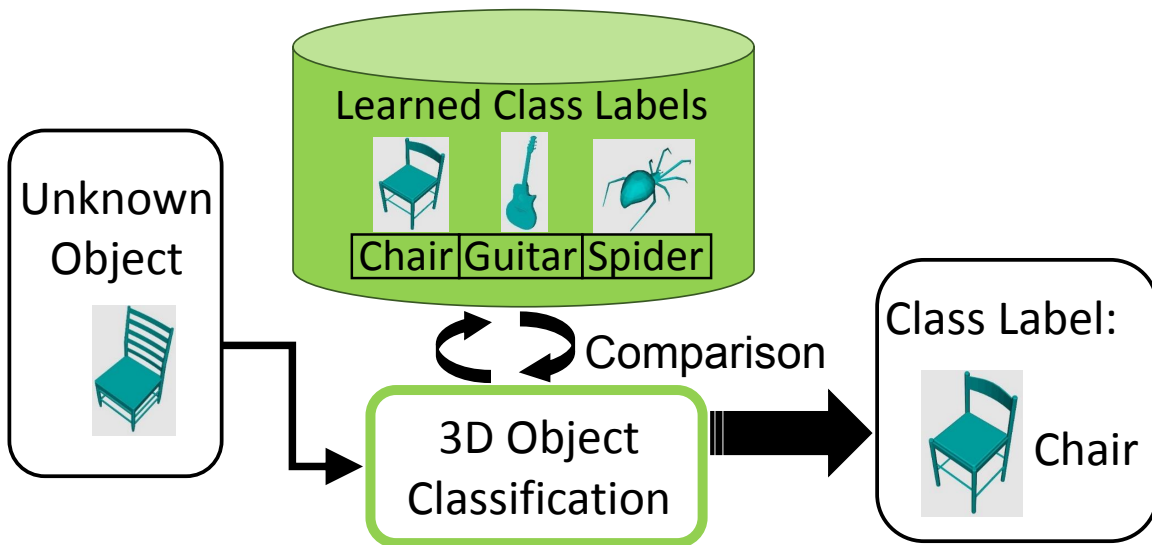 Learned Class Labels
Chair Guitar Spider
Unknown
Object
Comparison
3D Object
Classification
Class Label:
Chair